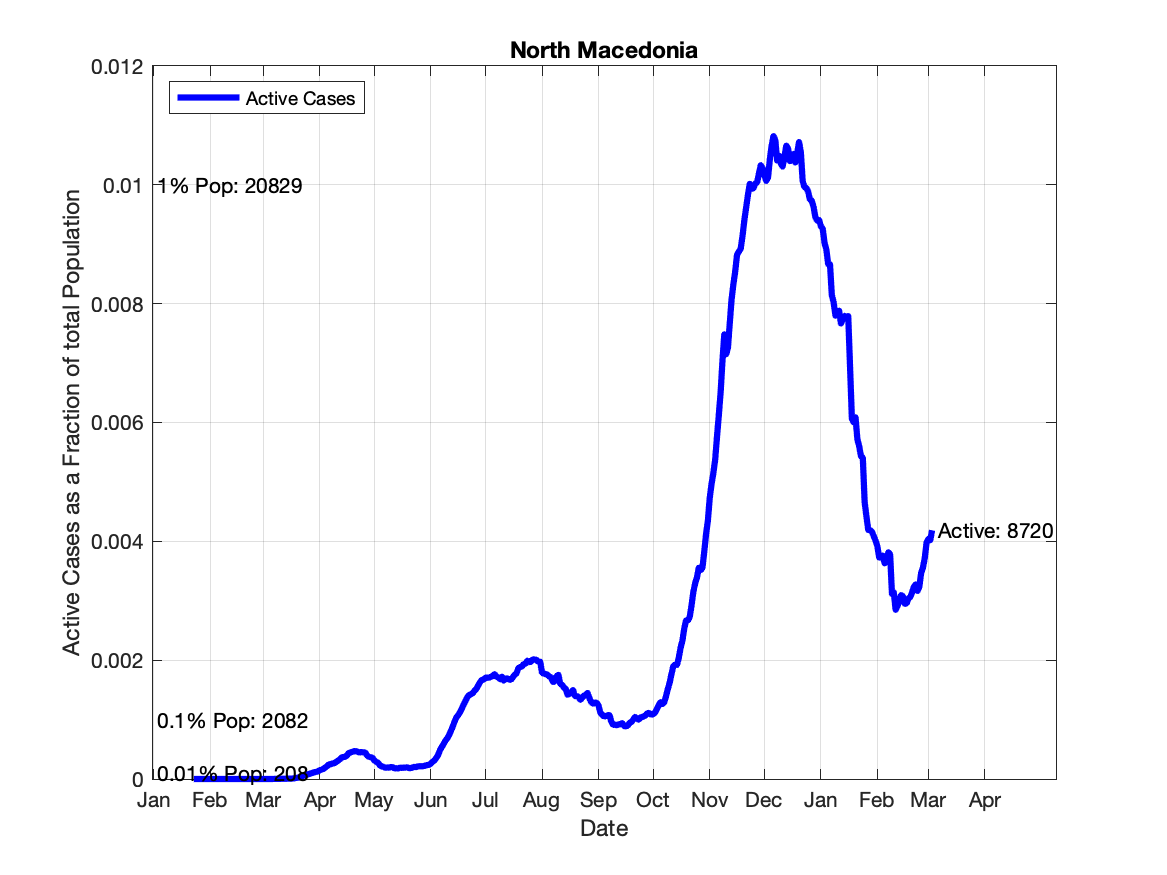 North Macedonia
Active Cases
0.012
0.01
0.008
0.006
0.004
0.002
0
1% Pop: 20829
0.1% Pop: 2082
0.01% Pop: 208
Active: 8720
Active Cases as a Fraction of total Population
Jan Feb Mar Apr May Jun Jul Aug Sep Oct Nov Dec Jan Feb Mar Apr
Date